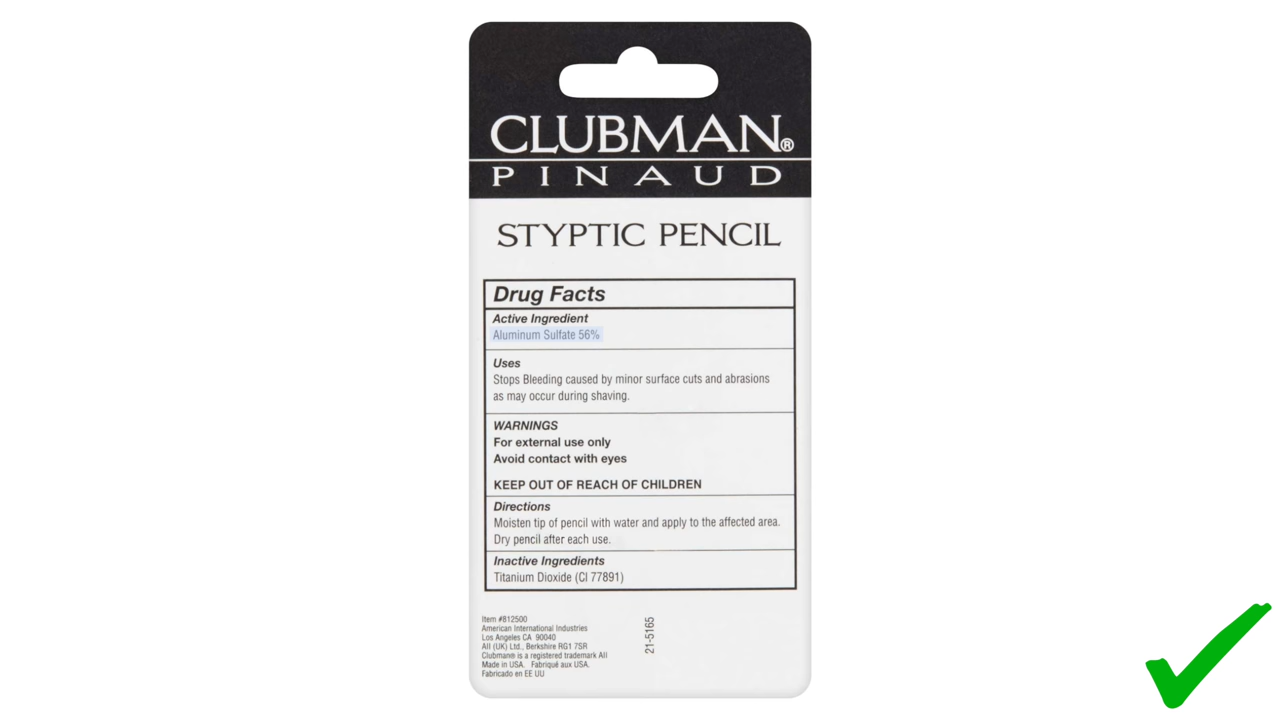 CLUBMAN®
PINAUD
STYPTIC PENCIL
Drug Facts
Active Ingredient
Aluminum Sulfate 56%
Uses
Stops Bleeding caused by minor surface cuts and abrasions
as may occur during shaving.
WARNINGS
For external use only
Avoid contact with eyes
KEEP OUT OF REACH OF CHILDREN
Directions
Moisten tip of pencil with water and apply to the affected area.
Dry pencil after each use.
Inactive Ingredients
Titanium Dioxide (CI 77891)
Item #812500
American International Industries
Los Angeles CA 90040
AII (UK) Ltd., Berkshire RG1 7SR
Clubman® is a registered trademark AII
Made in USA. Fabriqué aux USA.
Fabricado en EE UU
21-5165